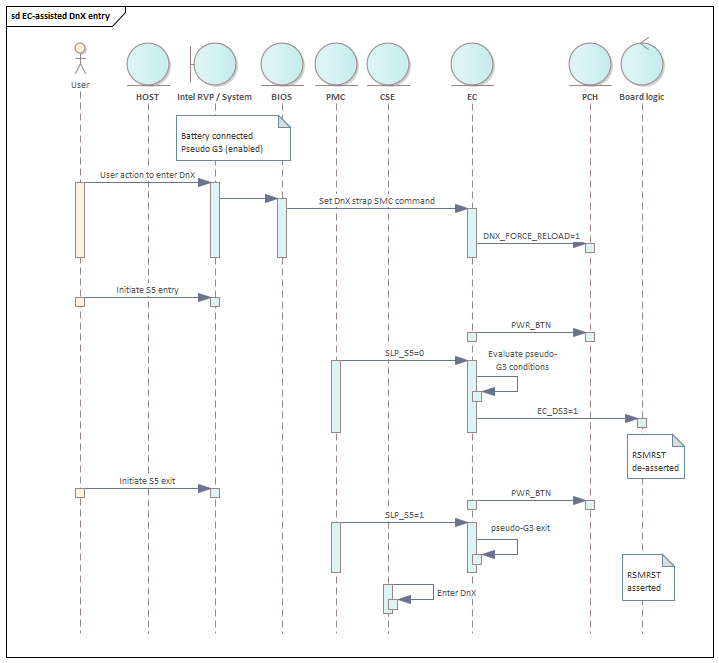 sd EC-assisted DnX entry
User
HOST
Intel RVP / System
BIOS
PMC
CSE
EC
PCH
Board logic
Battery connected
Pseudo G3 (enabled)
User action to enter DnX
Set DnX strap SMC command
DNX_FORCE_RELOAD=1
Initiate S5 entry
PWR_BTN
SLP_S5=0
Evaluate pseudo-
G3 conditions
EC_DS3=1
RSMRST
de-asserted
Initiate S5 exit
PWR_BTN
SLP_S5=1
pseudo-G3 exit
RSMRST
asserted
Enter DnX